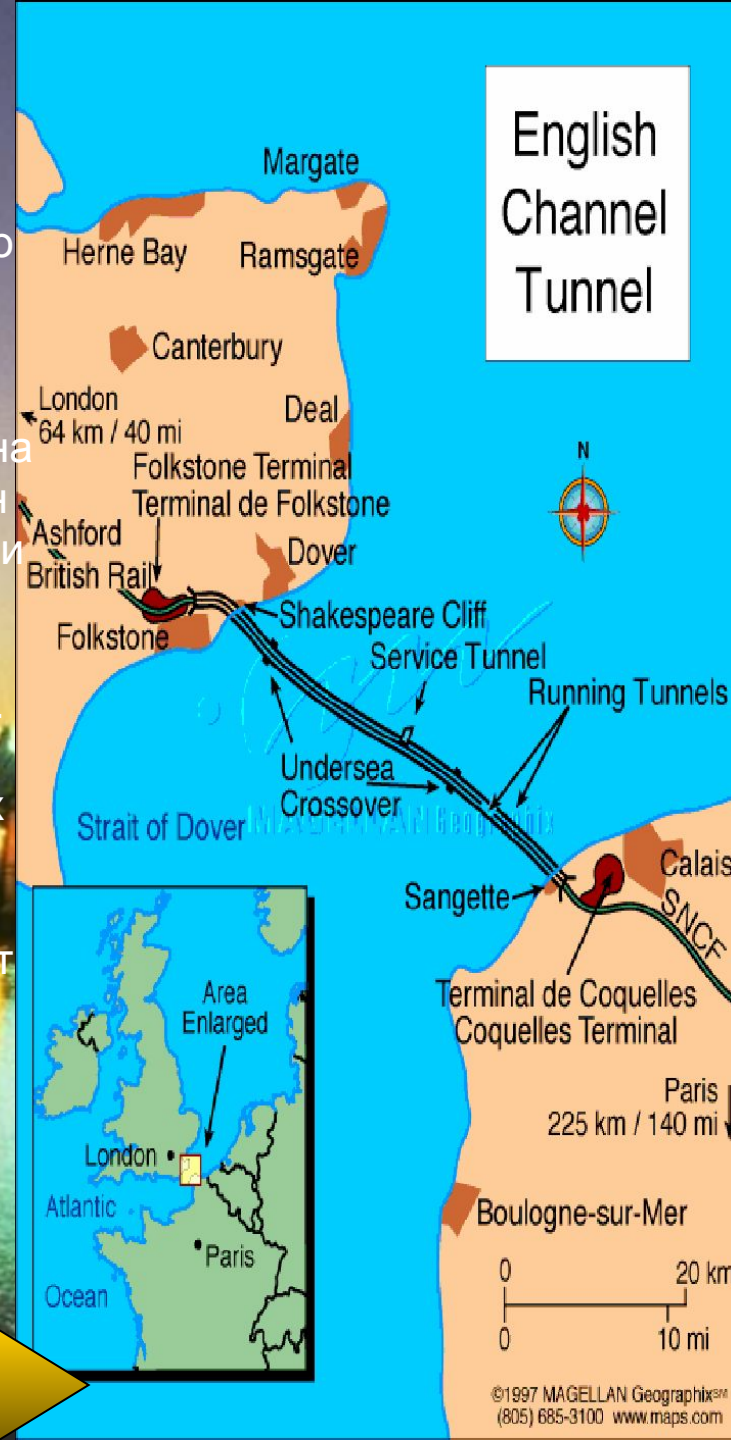 English
Channel
Tunnel
Margate
Herne Bay
Ramsgate
Canterbury
London
64 km / 40 mi
Deal
Folkstone Terminal
Terminal de Folkstone
N
Ashford
Dover
British Rail
Shakespeare Cliff
Folkstone
Service Tunnel
Running Tunnels
Undersea
Crossover
Strait of Dover
MAGELLAN Geographix
Calais
Sangette
SNCF
Terminal de Coquelles
Coquelles Terminal
Area
Enlarged
Paris
225 km / 140 mi
London
Atlantic
Boulogne-sur-Mer
Paris
Ocean
0 20 km
0 10 mi
©1997 MAGELLAN Geographix℠
(805) 685-3100 www.maps.com